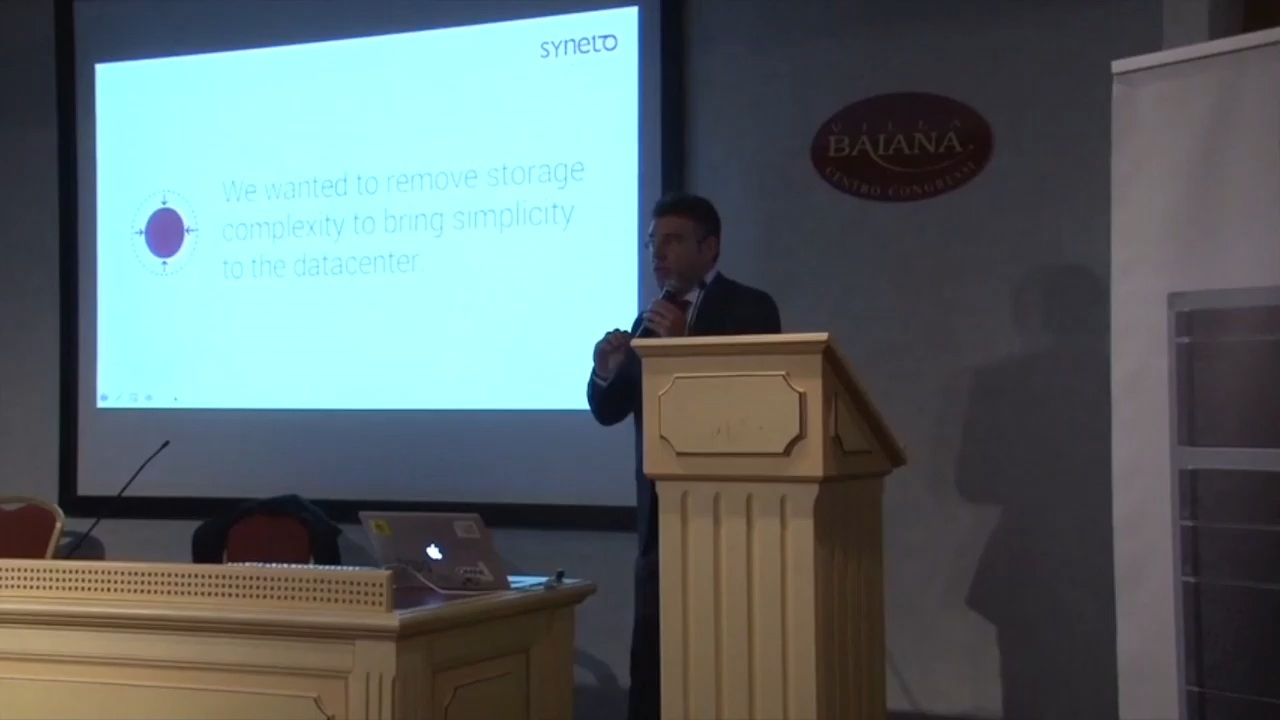 syneto
We wanted to remove storage
complexity to bring simplicity
to the datacenter.
VILLA
BAIANA
CENTRO CONGRESSI